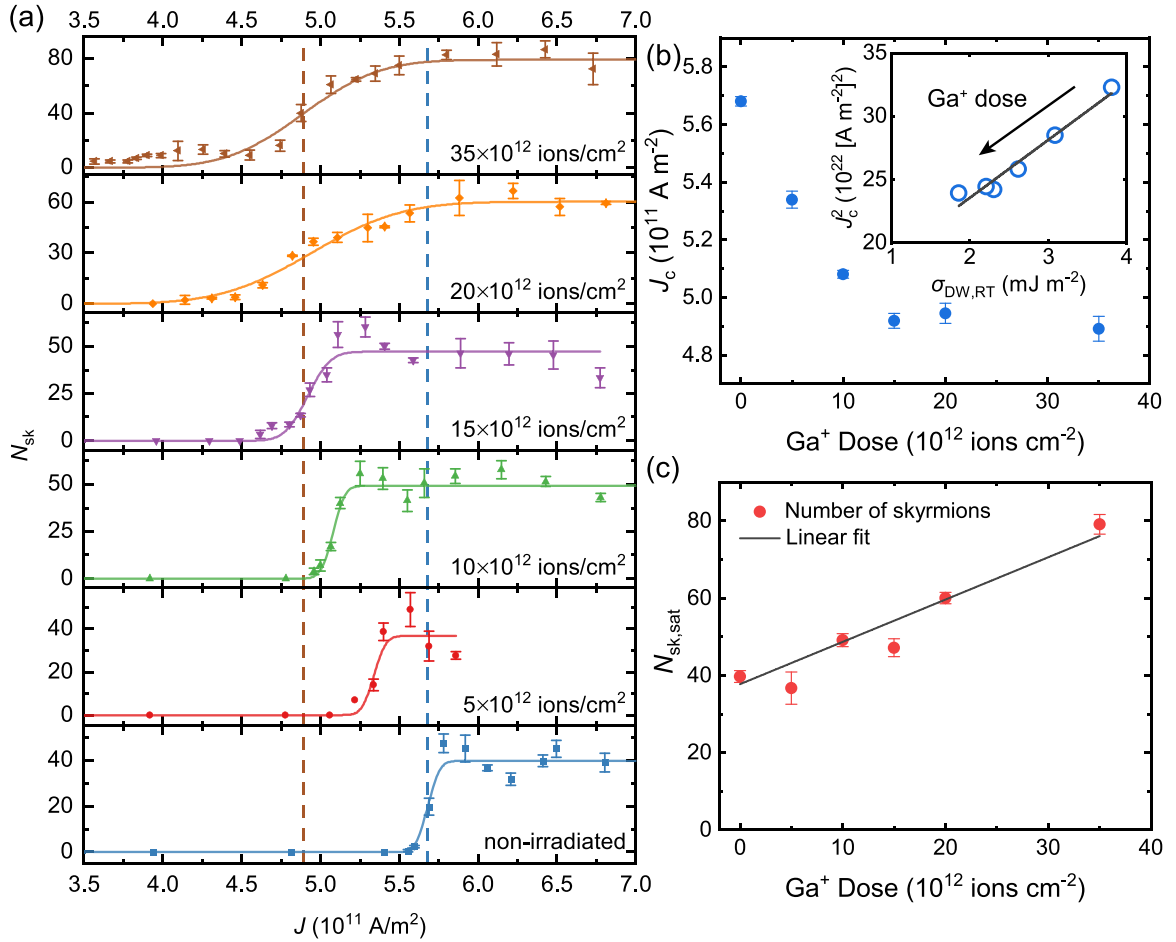 (a)
3.5 4.0 4.5 5.0 5.5 6.0 6.5 7.0
80
40
0
35×10¹² ions/cm²
60
30
0
20×10¹² ions/cm²
50
25
0
15×10¹² ions/cm²
N_sk
50
25
0
10×10¹² ions/cm²
40
20
0
5×10¹² ions/cm²
40
20
0
non-irradiated
3.5 4.0 4.5 5.0 5.5 6.0 6.5 7.0
J (10¹¹ A/m²)
(b)
5.8
5.6
5.4
5.2
5.0
4.8
J_c (10¹¹ A m⁻²)
0 10 20 30 40
Ga⁺ Dose (10¹² ions cm⁻²)
35
30
25
20
J_c² (10²² [A m⁻²]²)
Ga⁺ dose
1 2 3 4
σ_DW,RT (mJ m⁻²)
(c)
80
60
40
20
0
N_sk,sat
Number of skyrmions
Linear fit
0 10 20 30 40
Ga⁺ Dose (10¹² ions cm⁻²)